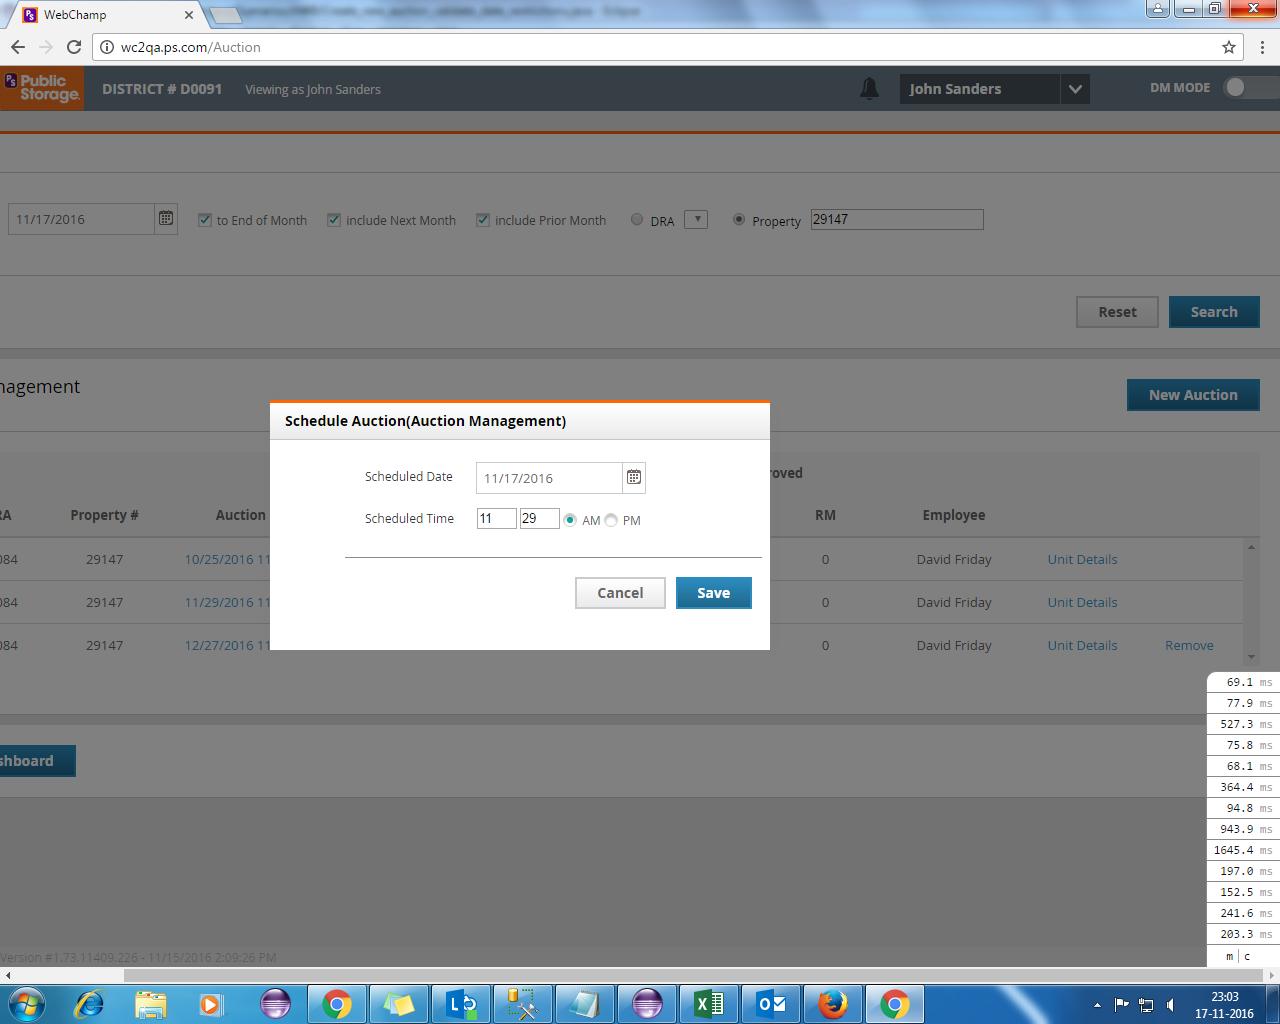 WebChamp
wc2qa.ps.com/Auction
PS Public Storage.
DISTRICT # D0091
Viewing as John Sanders
John Sanders
DM MODE
11/17/2016
to End of Month
include Next Month
include Prior Month
DRA
Property
29147
Reset
Search
nagement
New Auction
Schedule Auction(Auction Management)
Scheduled Date
11/17/2016
Scheduled Time
11
29
AM
PM
Cancel
Save
roved
RA
Property #
Auction
RM
Employee
084
29147
10/25/2016 11
0
David Friday
Unit Details
084
29147
11/29/2016 11
0
David Friday
Unit Details
084
29147
12/27/2016 11
0
David Friday
Unit Details
Remove
shboard
69.1 ms
77.9 ms
527.3 ms
75.8 ms
68.1 ms
364.4 ms
94.8 ms
943.9 ms
1645.4 ms
197.0 ms
152.5 ms
241.6 ms
203.3 ms
m | c
Version #1.73.11409.226 - 11/15/2016 2:09:26 PM
23:03
17-11-2016